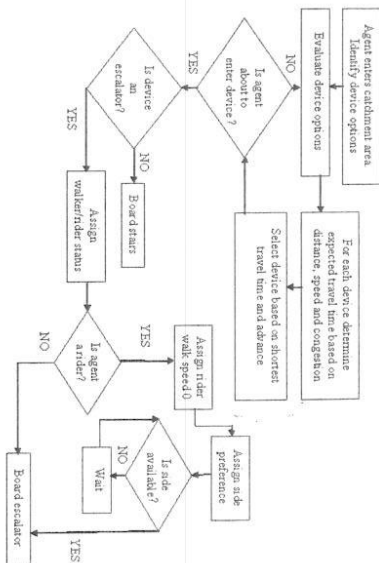 Agent enters catchment area
Identify device options
Evaluate device options
For each device determine
expected travel time based on
distance, speed and congestion
Select device based on shortest
travel time and advance
NO
Is agent
about to
enter device ?
YES
Is device
an
escalator?
NO
Board stairs
YES
Assign
walker/rider status
Is agent
a rider?
YES
Assign rider
walk speed 0
Assign side
preference
Is side
available?
NO
Wait
YES
NO
Board escalator